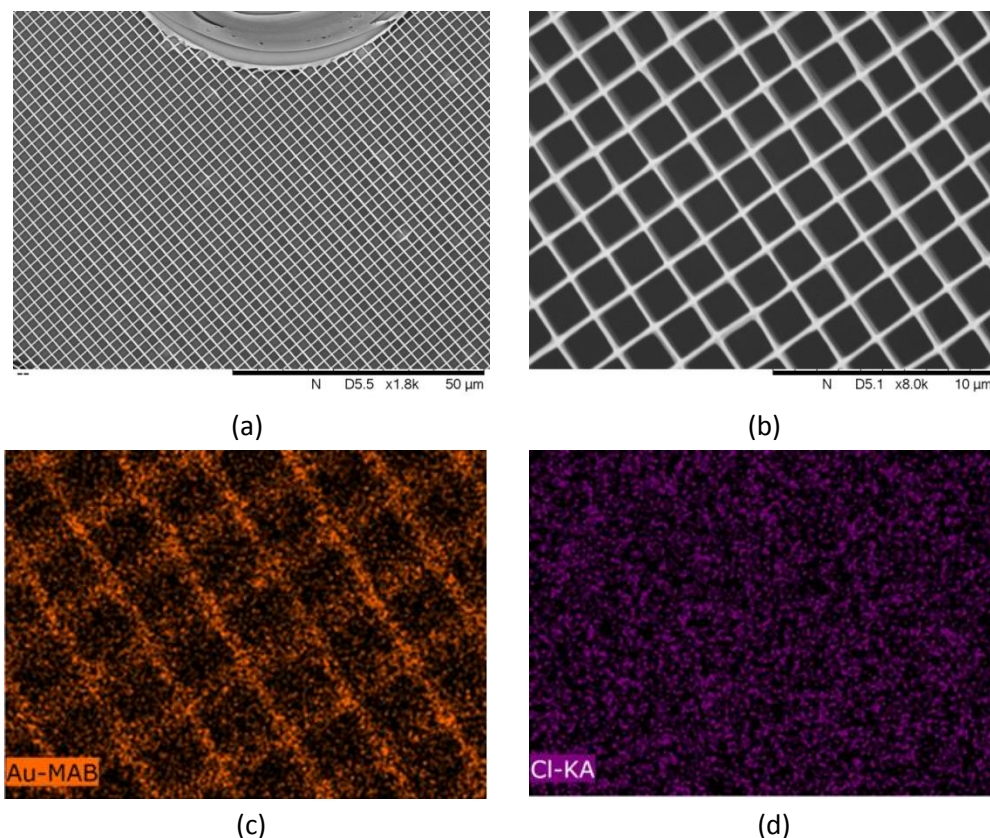 N D5.5 x1.8k 50 µm
N D5.1 x8.0k 10 µm
(a)
(b)
Au-MAB
Cl-KA
(c)
(d)